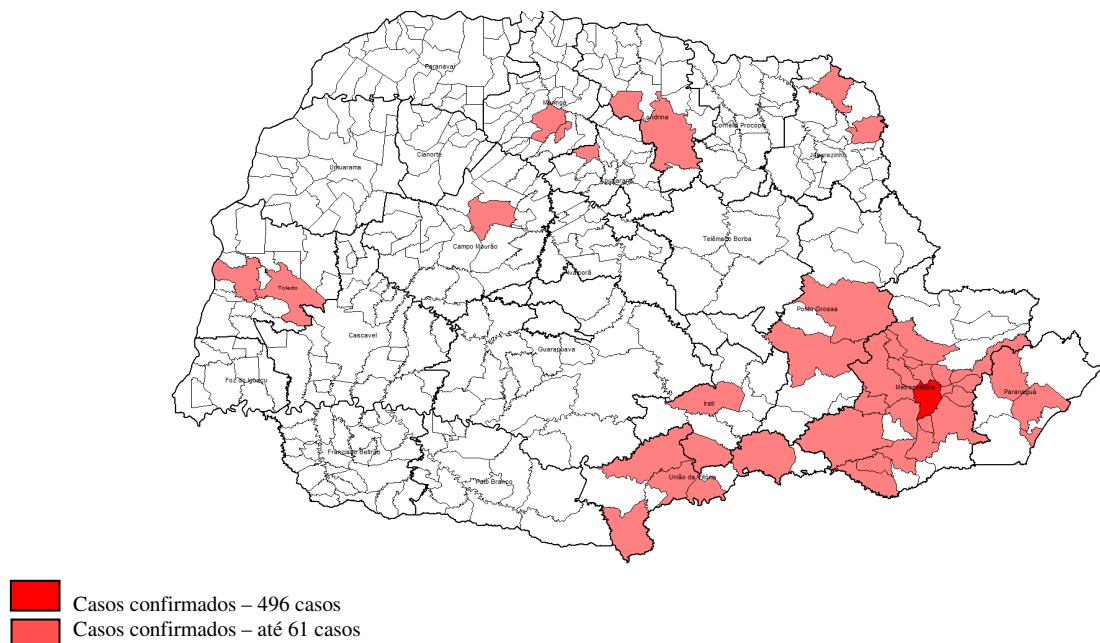 Paranavaí
Maringá
Londrina
Cornélio Procópio
Umuarama
Cianorte
Jacarezinho
Apucarana
Telêmaco Borba
Campo Mourão
Ivaiporã
Toledo
Ponta Grossa
Cascavel
Guarapuava
Foz do Iguaçu
Metropolitana
Paranaguá
Irati
Francisco Beltrão
Pato Branco
União da Vitória
Casos confirmados – 496 casos
Casos confirmados – até 61 casos